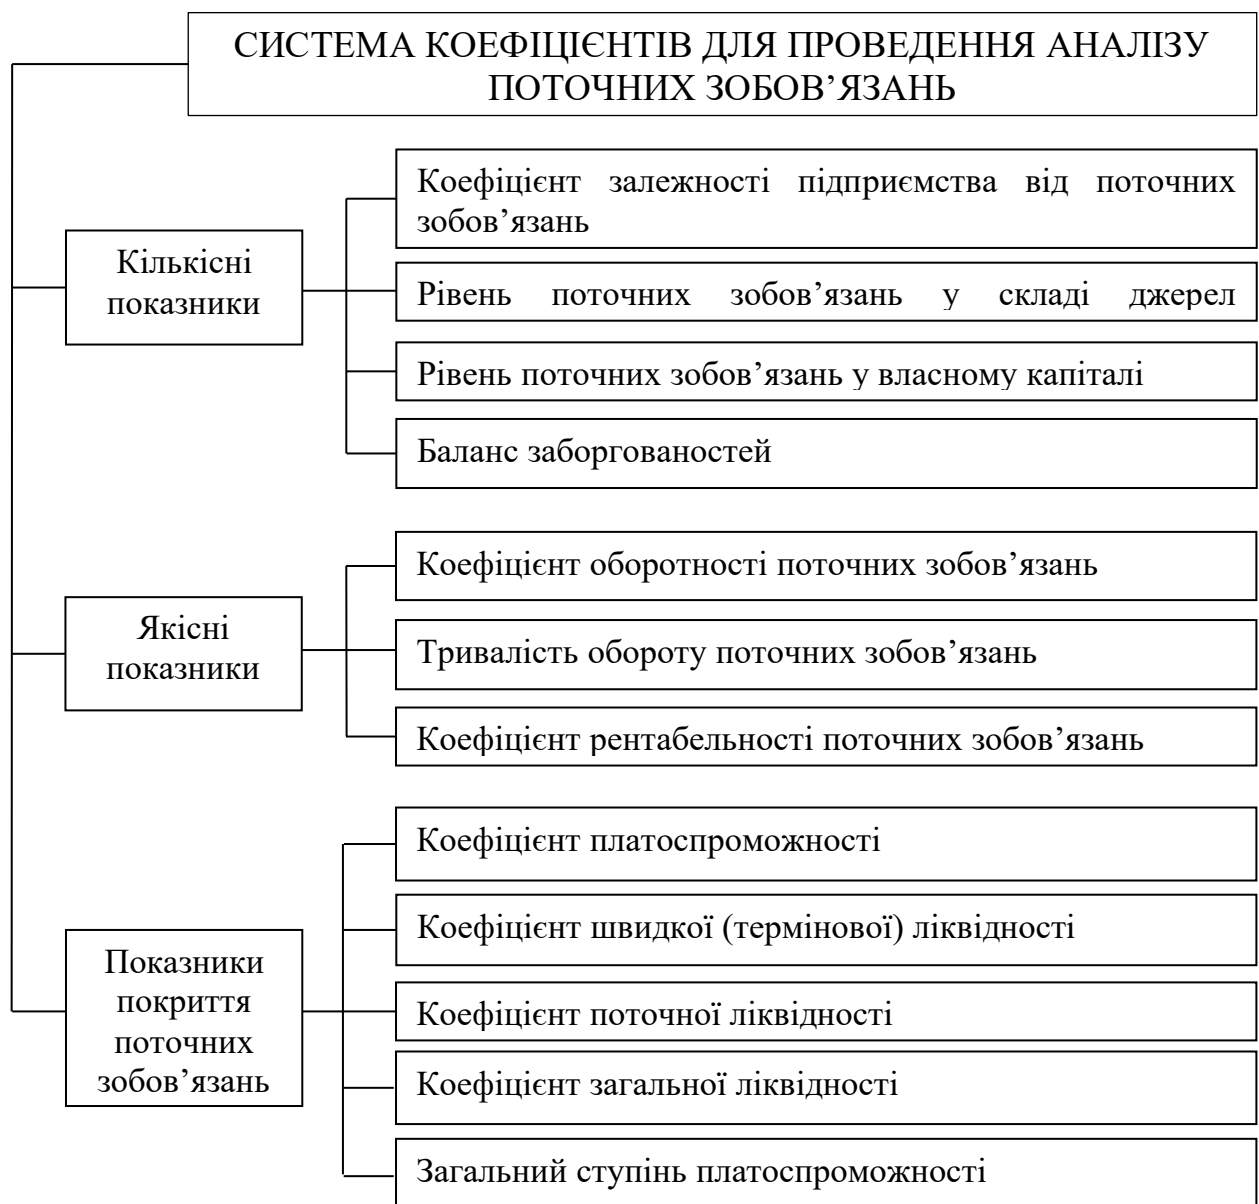 СИСТЕМА КОЕФІЦІЄНТІВ ДЛЯ ПРОВЕДЕННЯ АНАЛІЗУ
ПОТОЧНИХ ЗОБОВ’ЯЗАНЬ
Кількісні
показники
Коефіцієнт залежності підприємства від поточних
зобов’язань
Рівень поточних зобов’язань у складі джерел
Рівень поточних зобов’язань у власному капіталі
Баланс заборгованостей
Якісні
показники
Коефіцієнт оборотності поточних зобов’язань
Тривалість обороту поточних зобов’язань
Коефіцієнт рентабельності поточних зобов’язань
Показники
покриття
поточних
зобов’язань
Коефіцієнт платоспроможності
Коефіцієнт швидкої (термінової) ліквідності
Коефіцієнт поточної ліквідності
Коефіцієнт загальної ліквідності
Загальний ступінь платоспроможності